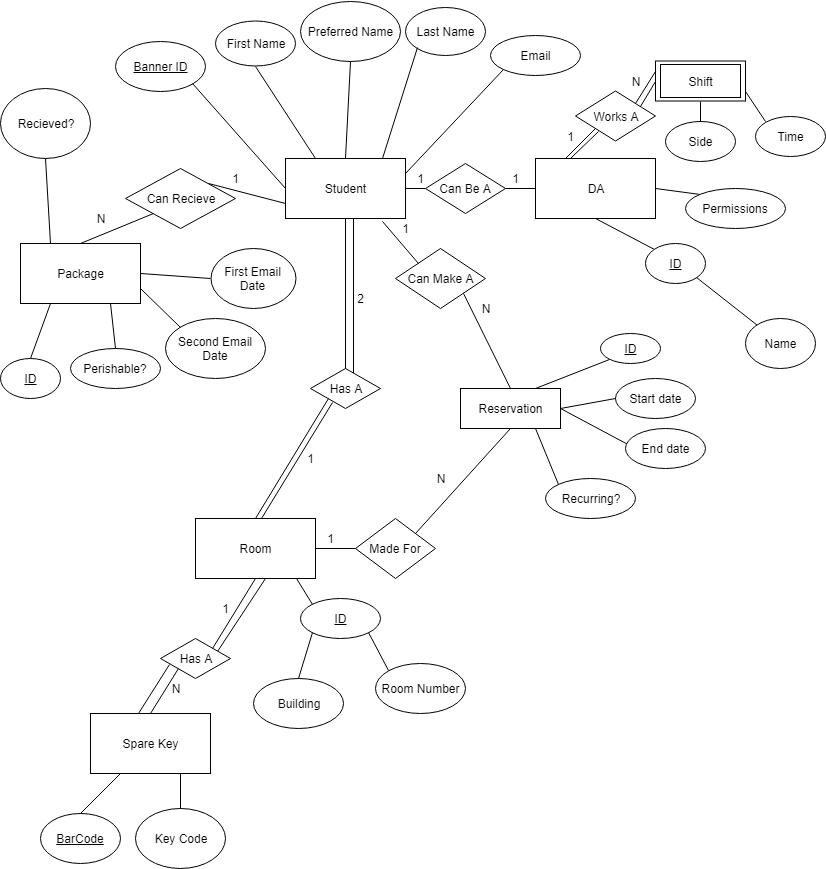 Preferred Name
Last Name
First Name
Email
Banner ID
N
Shift
Works A
Recieved?
1
Side
Time
1
Can Recieve
Student
1
Can Be A
1
DA
N
Permissions
1
Package
First Email
Date
Can Make A
ID
2
N
Second Email
Date
Name
ID
Perishable?
ID
Has A
Reservation
Start date
End date
1
N
Recurring?
Room
1
Made For
1
ID
Has A
N
Building
Room Number
Spare Key
BarCode
Key Code